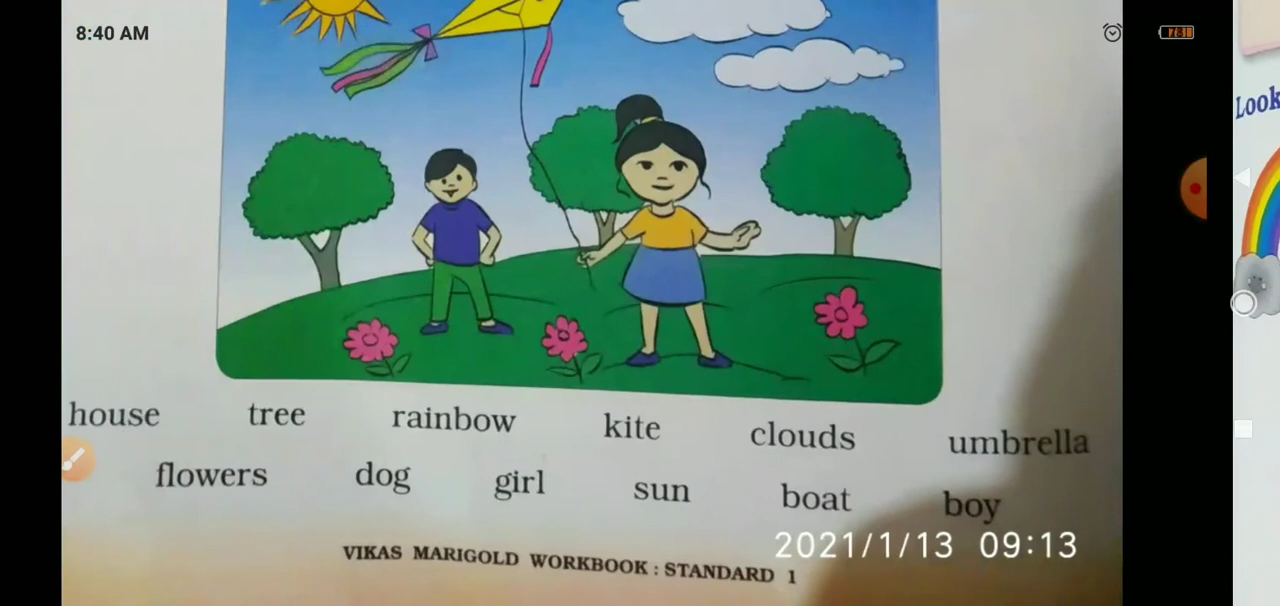 8:40 AM
Look
house tree rainbow kite clouds umbrella
flowers dog girl sun boat boy
2021/1/13 09:13
VIKAS MARIGOLD WORKBOOK : STANDARD 1